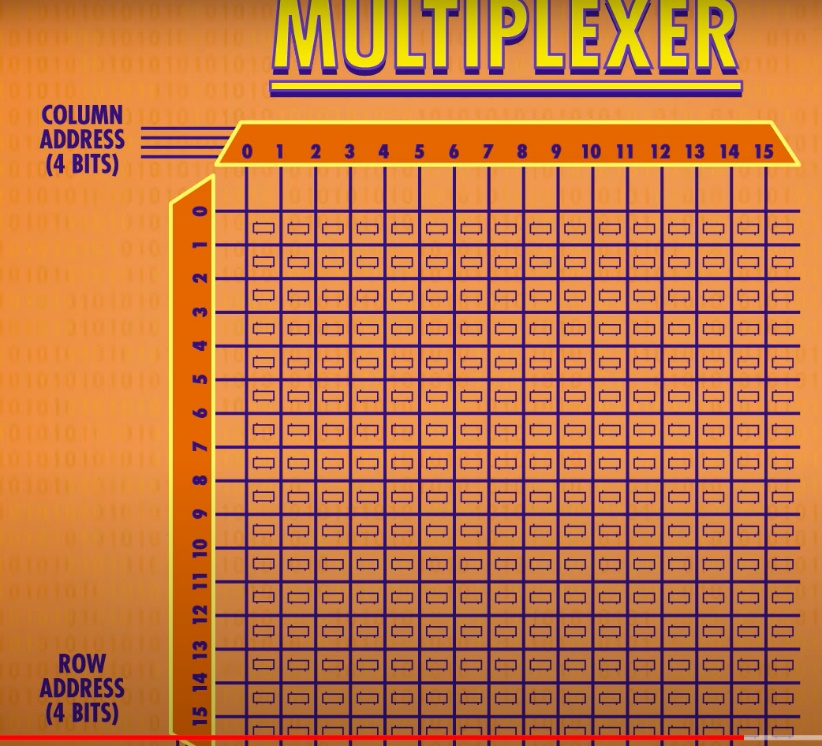 MULTIPLEXER
COLUMN
ADDRESS
(4 BITS)
0 1 2 3 4 5 6 7 8 9 10 11 12 13 14 15
0
1
2
3
4
5
6
7
8
9
10
11
12
13
14
15
ROW
ADDRESS
(4 BITS)